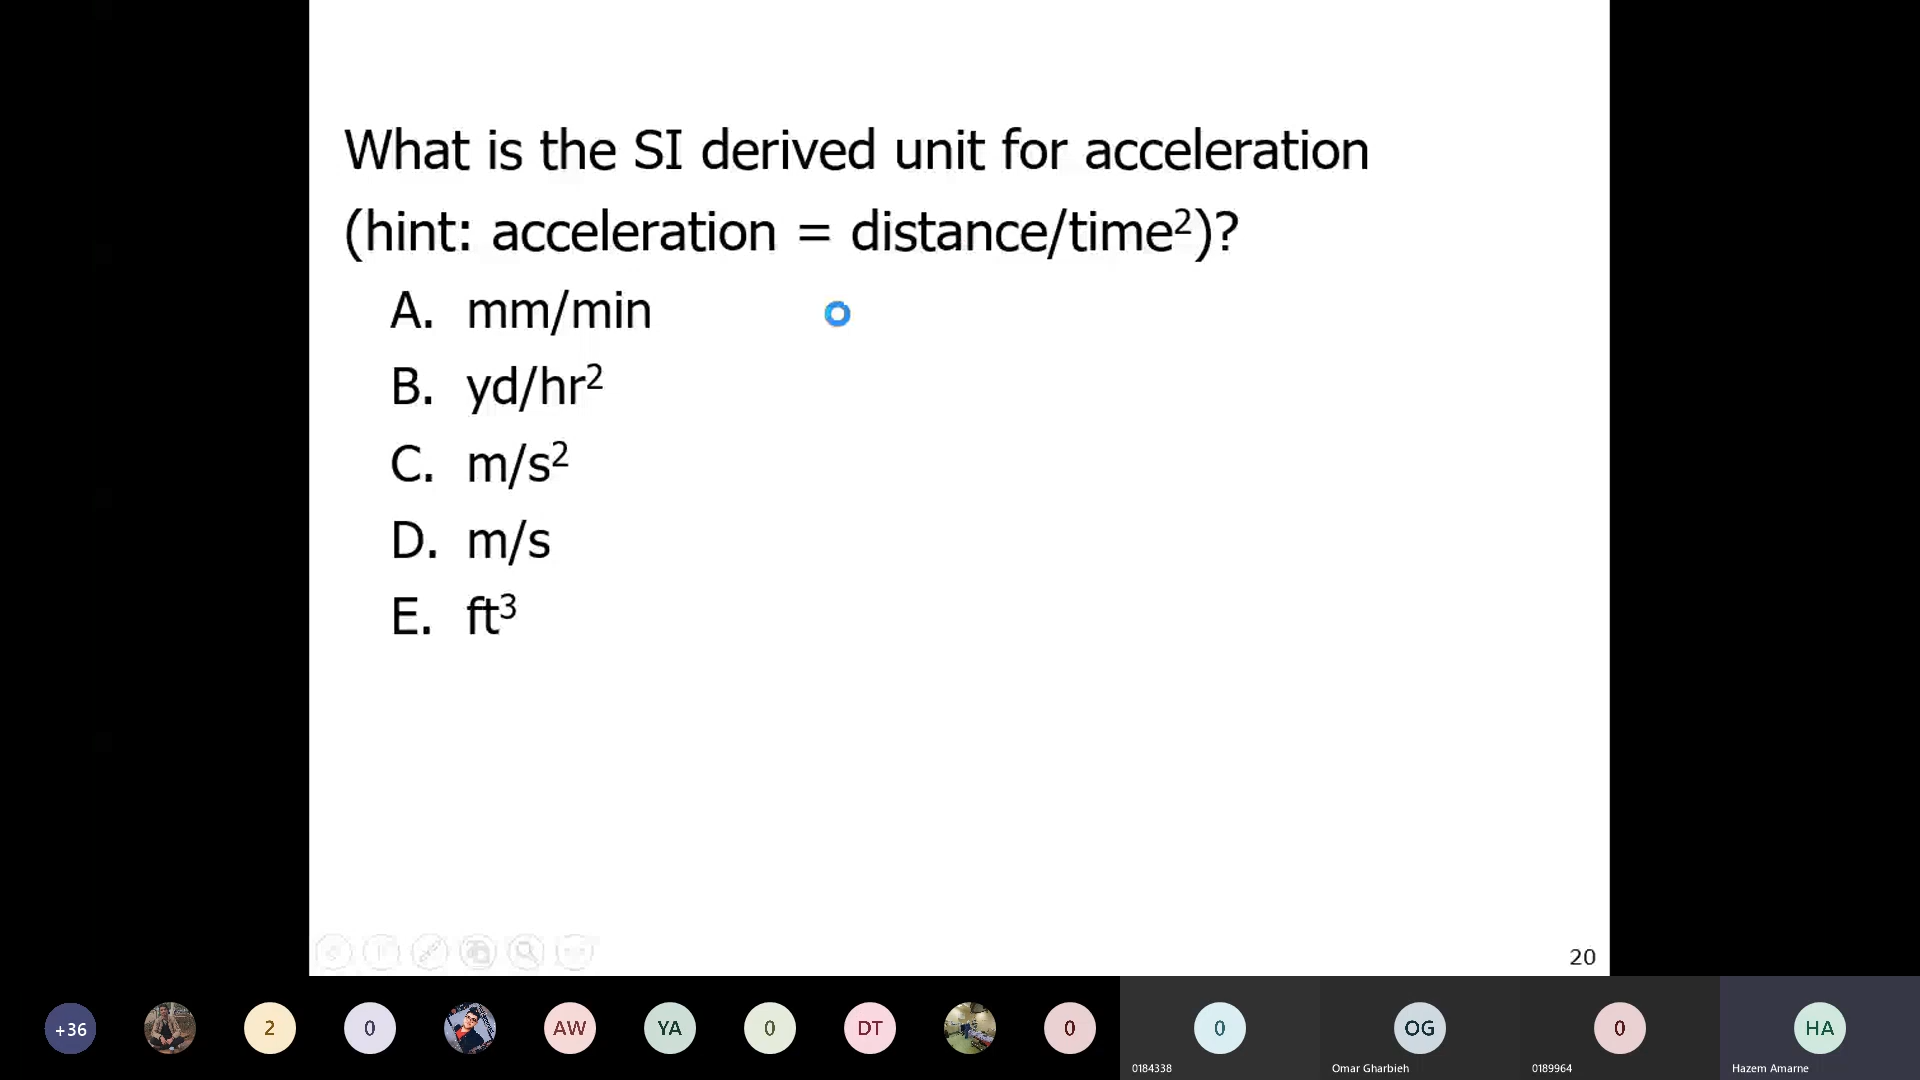 What is the SI derived unit for acceleration
(hint: acceleration = distance/time²)?
A. mm/min
B. yd/hr²
C. m/s²
D. m/s
E. ft³
20
+36
2
0
AW
YA
0
DT
0
0
0184338
OG
Omar Gharbieh
0
0189964
HA
Hazem Amarne